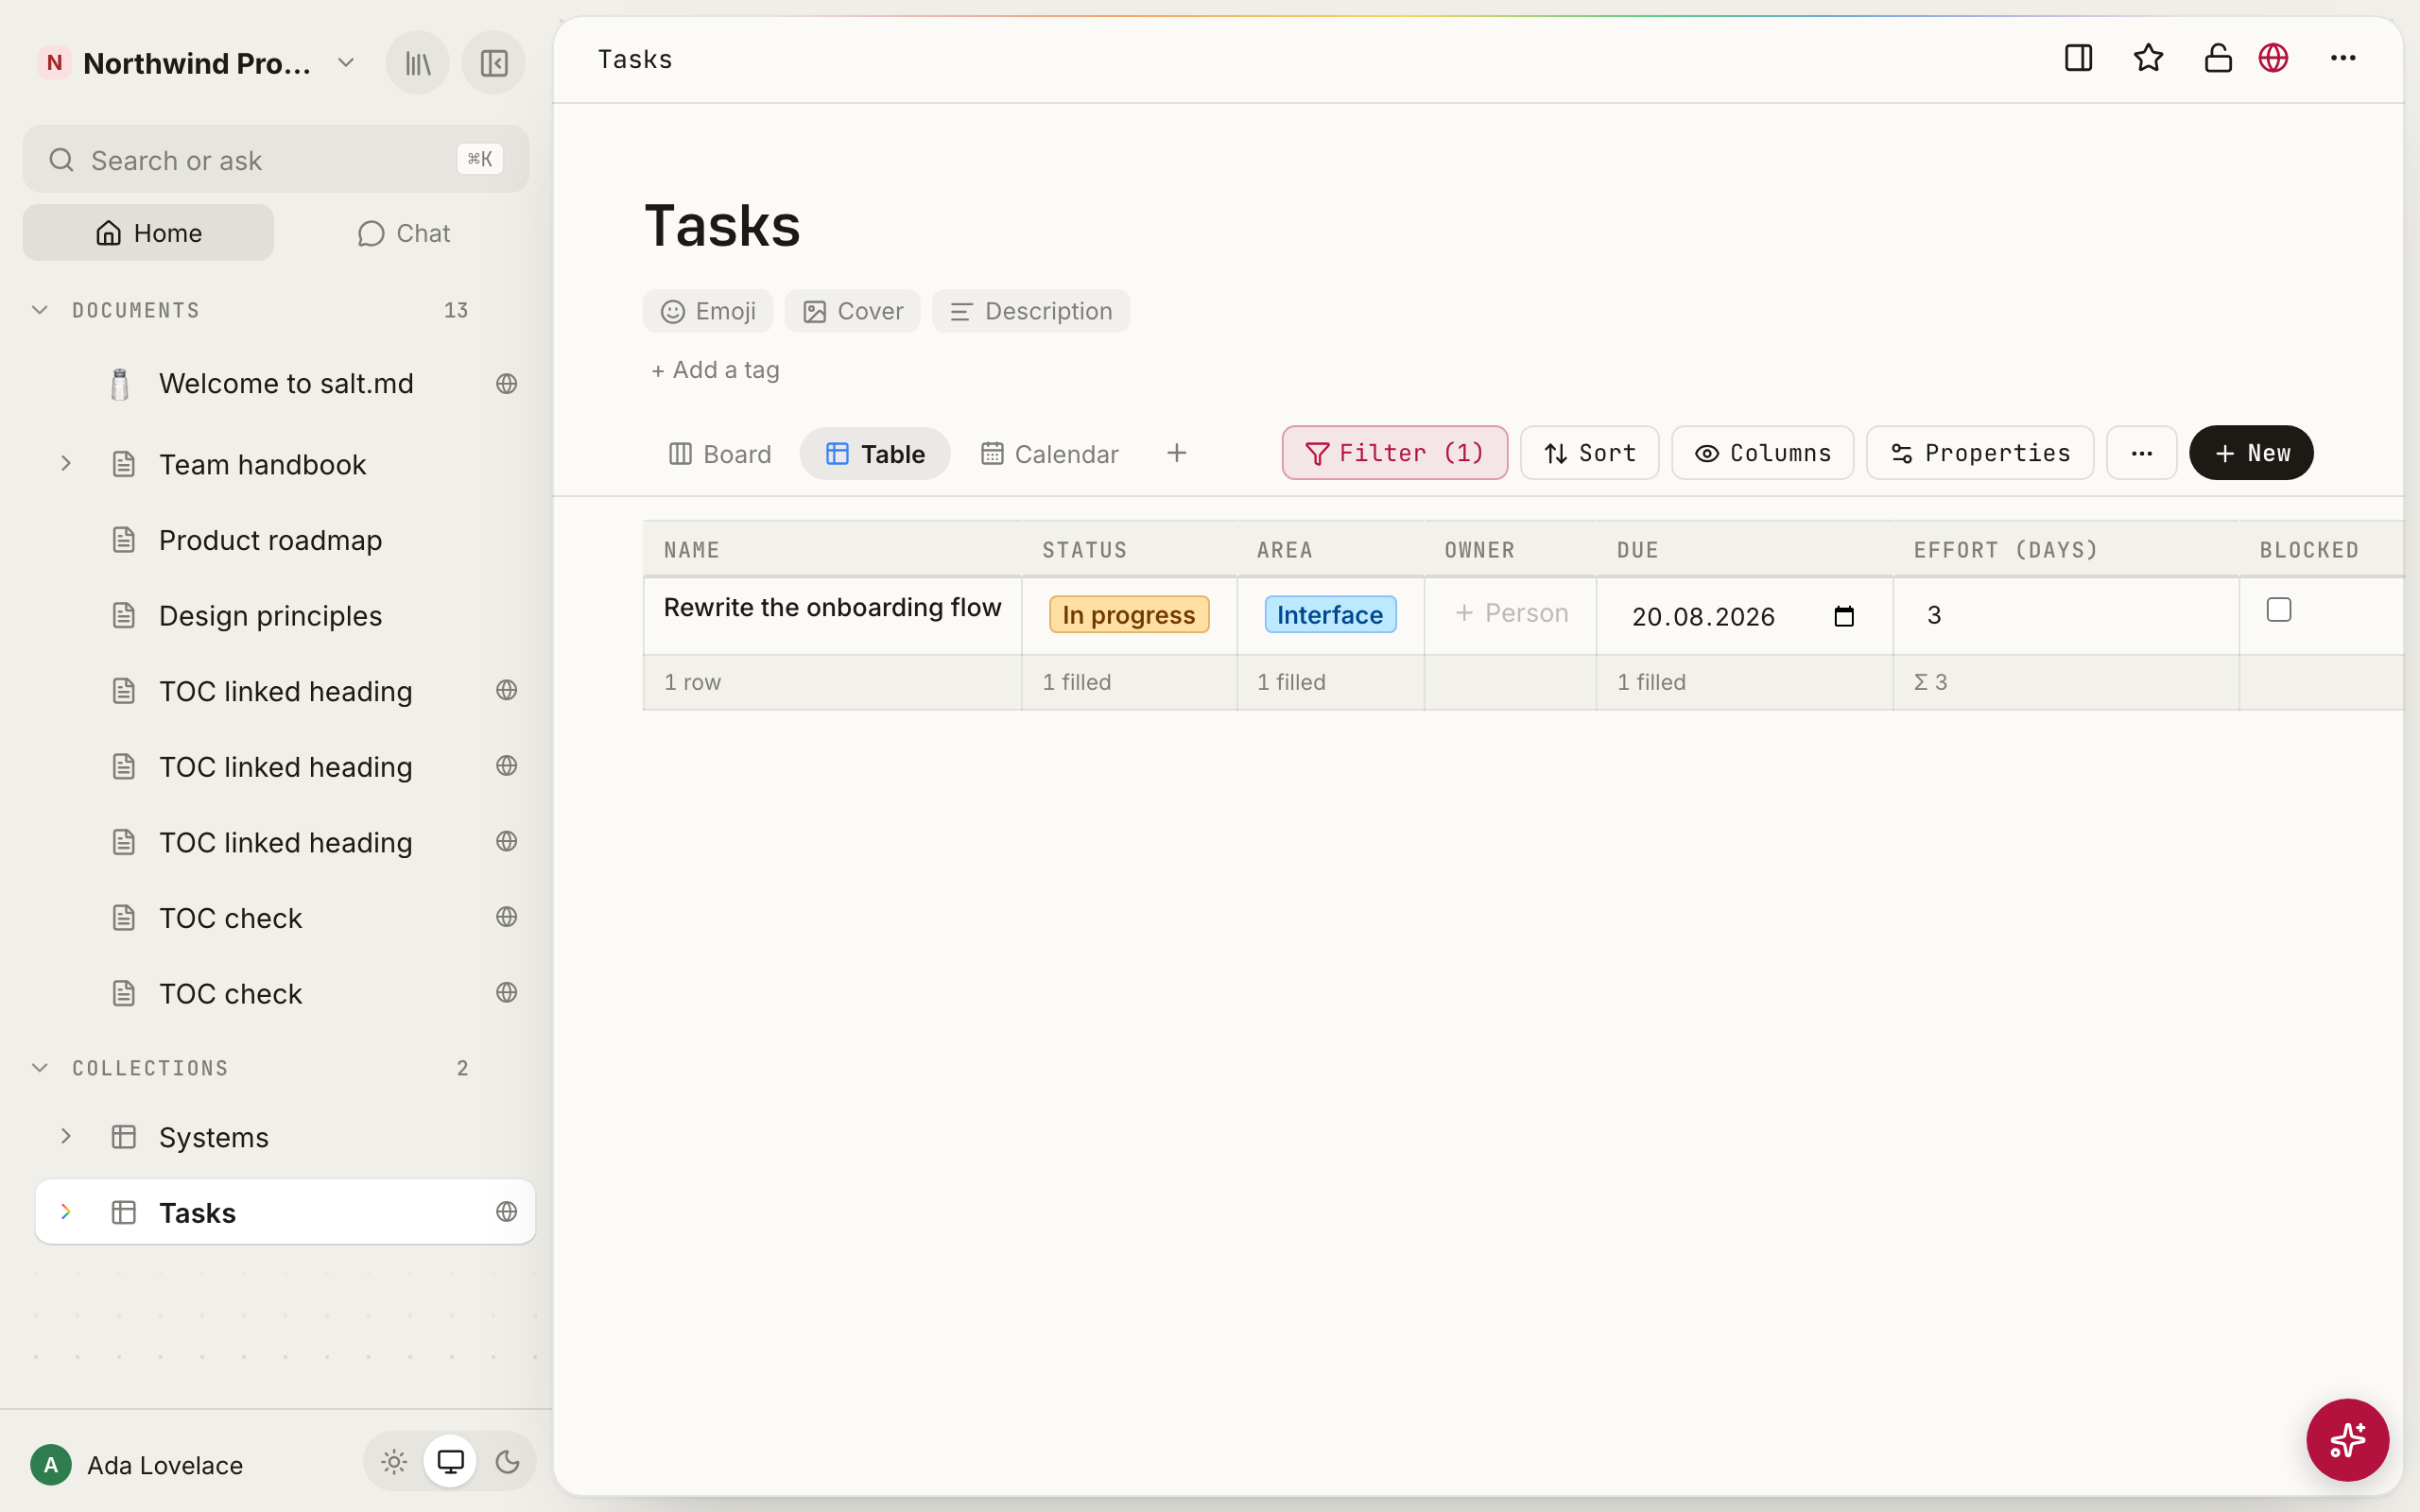 N Northwind Pro...
Search or ask ⌘K
Home Chat
DOCUMENTS 13
Welcome to salt.md
Team handbook
Product roadmap
Design principles
TOC linked heading
TOC linked heading
TOC linked heading
TOC check
TOC check
COLLECTIONS 2
Systems
Tasks
A Ada Lovelace
Tasks
Tasks
Emoji Cover Description
+ Add a tag
Board Table Calendar + Filter (1) Sort Columns Properties ... + New
NAME STATUS AREA OWNER DUE EFFORT (DAYS) BLOCKED
Rewrite the onboarding flow In progress Interface + Person 20.08.2026 3
1 row 1 filled 1 filled 1 filled Σ 3